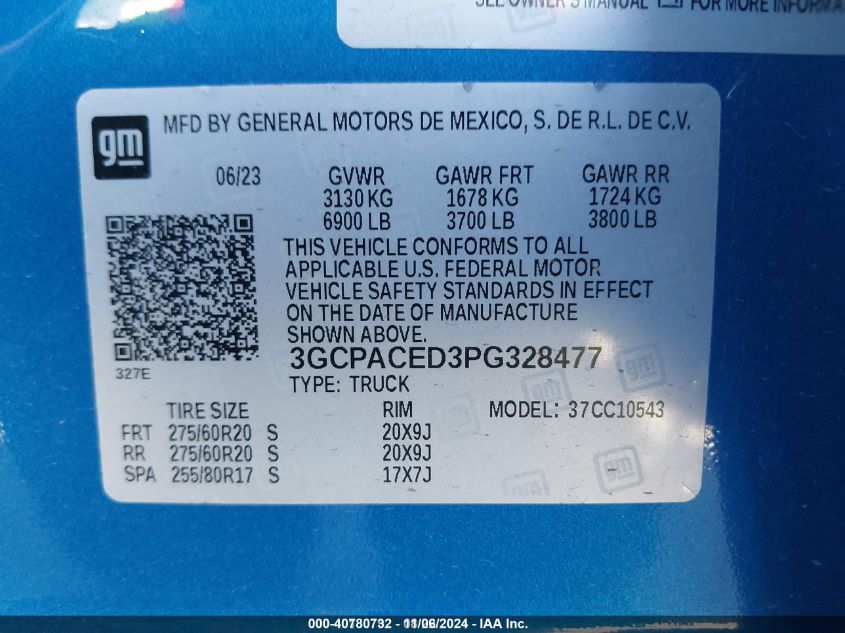 SEE OWNER'S MANUAL FOR MORE INFORMA
gm
MFD BY GENERAL MOTORS DE MEXICO, S. DE R.L. DE C.V.
06/23 GVWR GAWR FRT GAWR RR
3130 KG 1678 KG 1724 KG
6900 LB 3700 LB 3800 LB
THIS VEHICLE CONFORMS TO ALL
APPLICABLE U.S. FEDERAL MOTOR
VEHICLE SAFETY STANDARDS IN EFFECT
ON THE DATE OF MANUFACTURE
SHOWN ABOVE.
3GCPACED3PG328477
327E
TYPE: TRUCK
TIRE SIZE RIM MODEL: 37CC10543
FRT 275/60R20 S 20X9J
RR 275/60R20 S 20X9J
SPA 255/80R17 S 17X7J
gm
000-40780732 - 2024 - IAA Holdings, LLC.